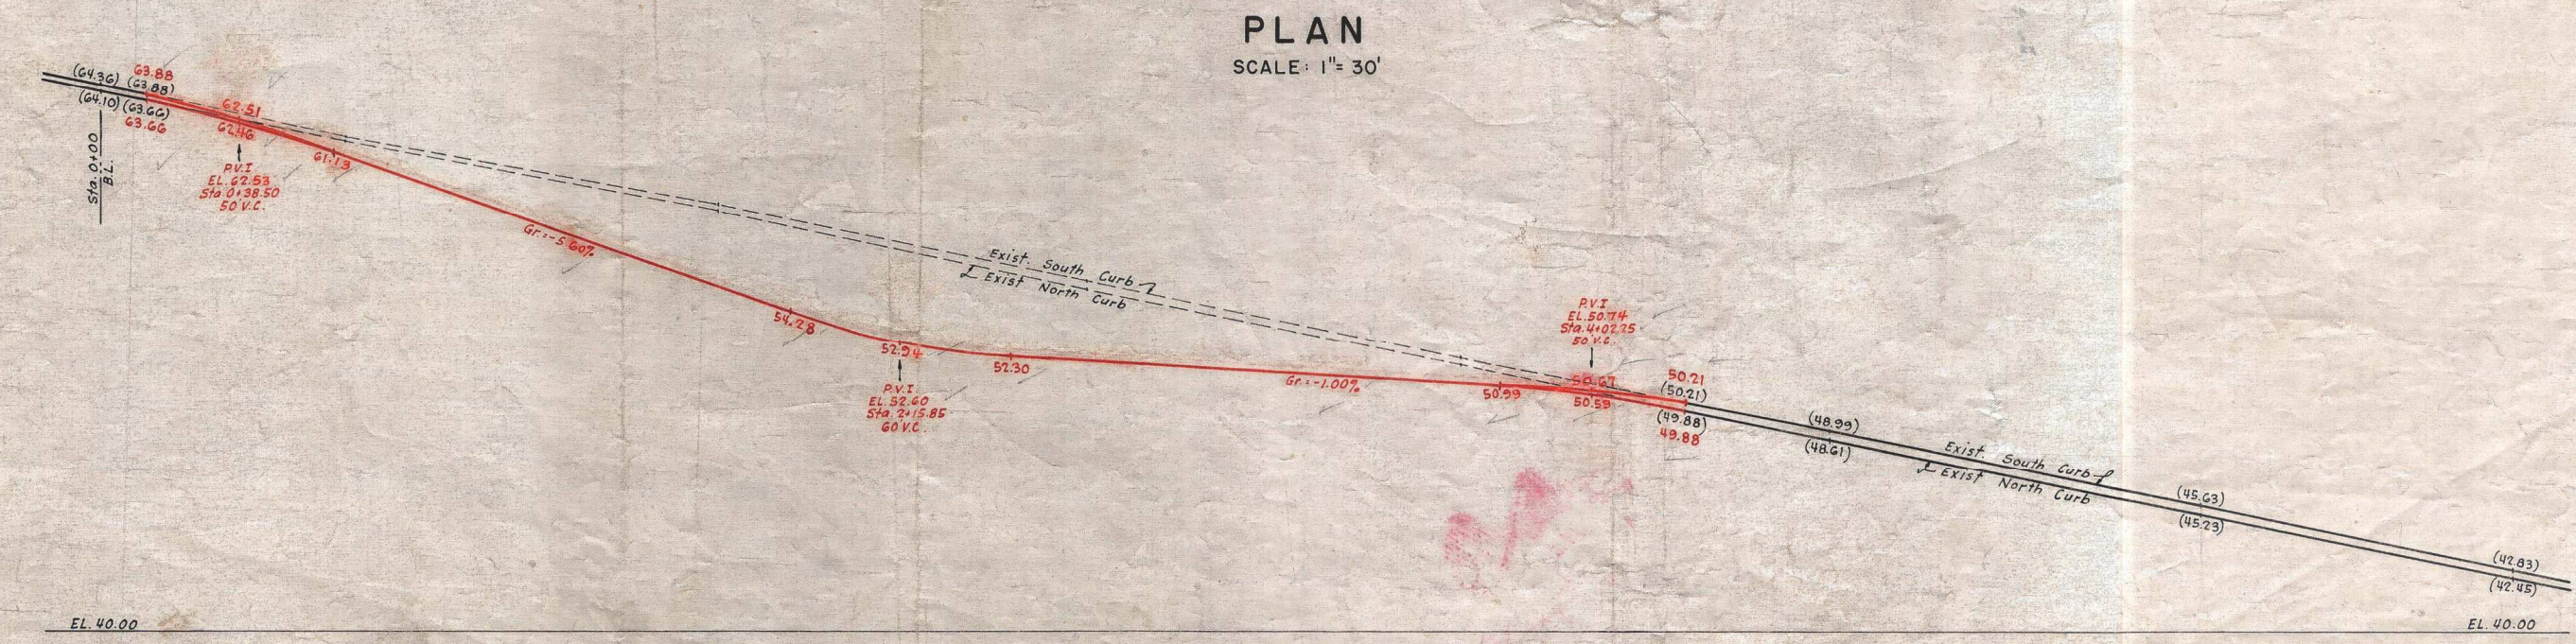 PLAN
SCALE: 1"= 30'
(64.36) (63.88)
63.88
(64.10) (63.66)
63.66
Sta. 0+00
B.L.
62.51
62.46
P.V.I.
EL. 62.53
Sta. 0+38.50
50' V.C.
61.13
Gr.=-5.60%
54.28
52.94
P.V.I.
EL. 52.60
Sta. 2+15.85
60' V.C.
52.30
Exist. South Curb
Exist North Curb
Gr.=-1.00%
50.99
P.V.I.
EL. 50.74
Sta. 4+02.25
50' V.C.
50.67
50.58
50.21
(50.21)
(49.88)
49.88
(48.99)
(48.61)
Exist. South Curb
Exist North Curb
(45.63)
(45.23)
(42.83)
(42.45)
EL. 40.00
EL. 40.00